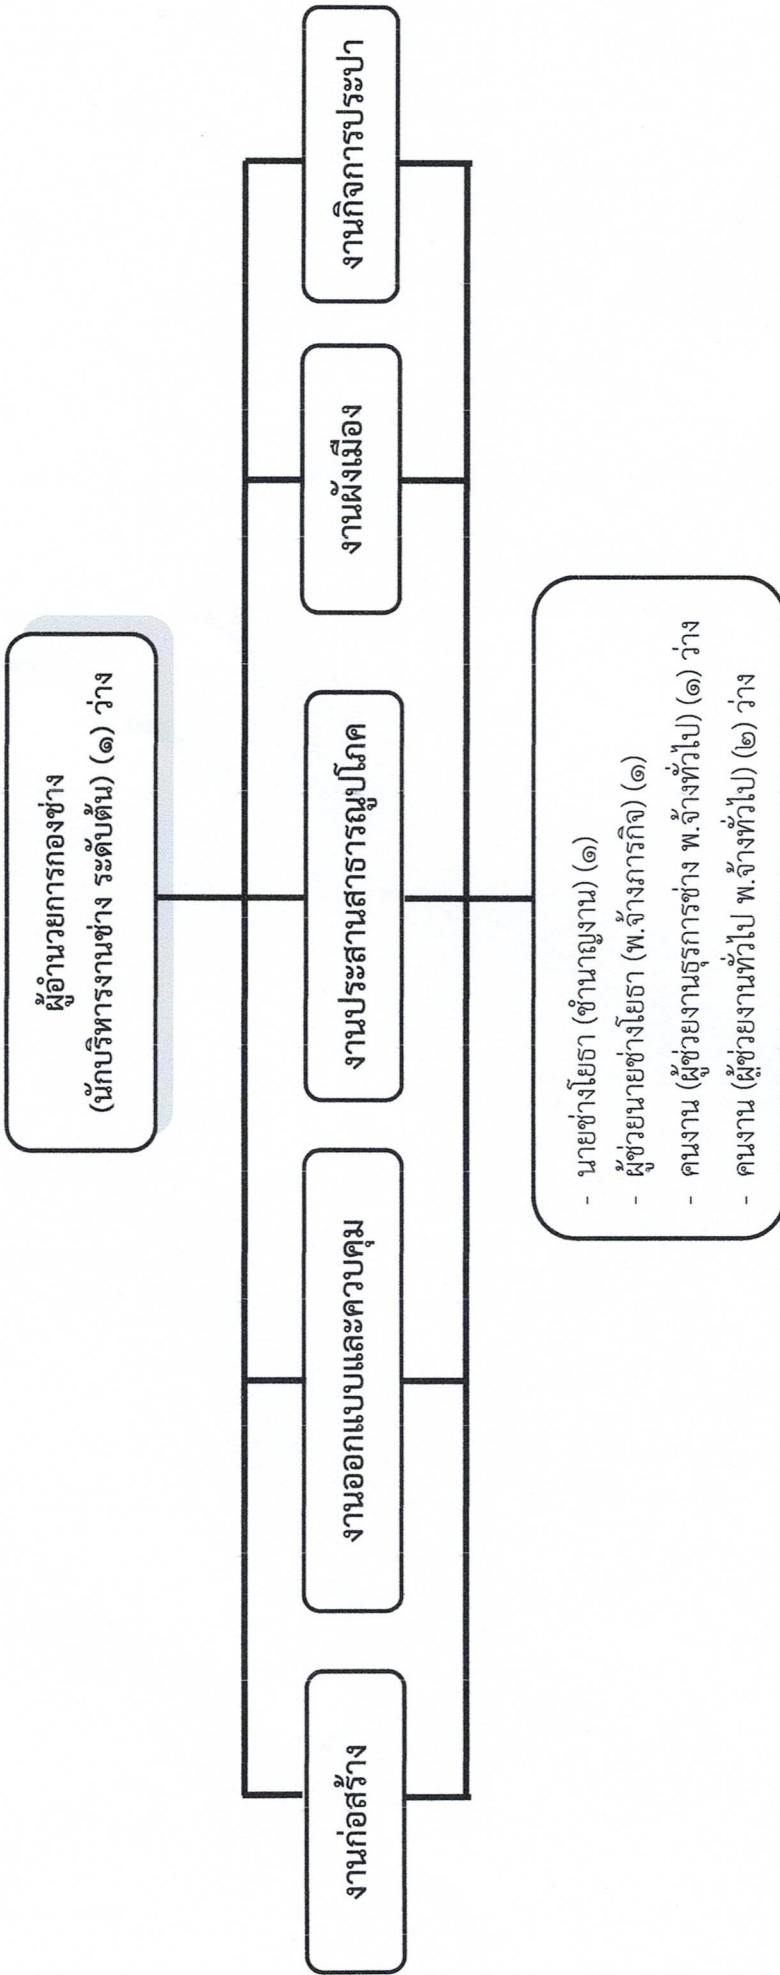 ผู้อำนวยการกองช่าง
(นักบริหารงานช่าง ระดับต้น) (๑) ว่าง
งานก่อสร้าง
งานออกแบบและควบคุม
งานประสานสาธารณูปโภค
งานผังเมือง
งานกิจการประปา
- นายช่างโยธา (ชำนาญงาน) (๑)
- ผู้ช่วยนายช่างโยธา (พ.จ้างภารกิจ) (๑)
- คนงาน (ผู้ช่วยงานธุรการช่าง พ.จ้างทั่วไป) (๑) ว่าง
- คนงาน (ผู้ช่วยงานทั่วไป พ.จ้างทั่วไป) (๒) ว่าง